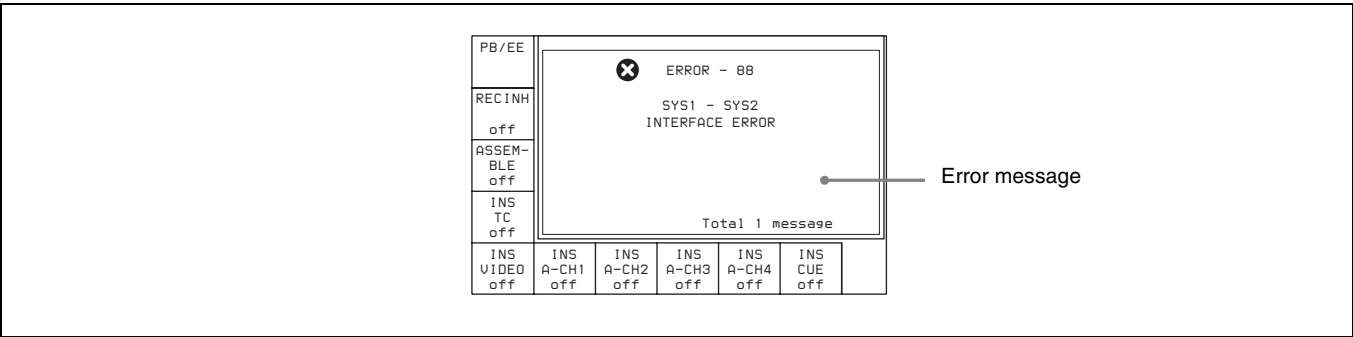 PB/EE
RECINH
off
ASSEM-
BLE
off
INS
TC
off
ERROR - 88
SYS1 - SYS2
INTERFACE ERROR
Total 1 message
Error message
INS
VIDEO
off
INS
A-CH1
off
INS
A-CH2
off
INS
A-CH3
off
INS
A-CH4
off
INS
CUE
off